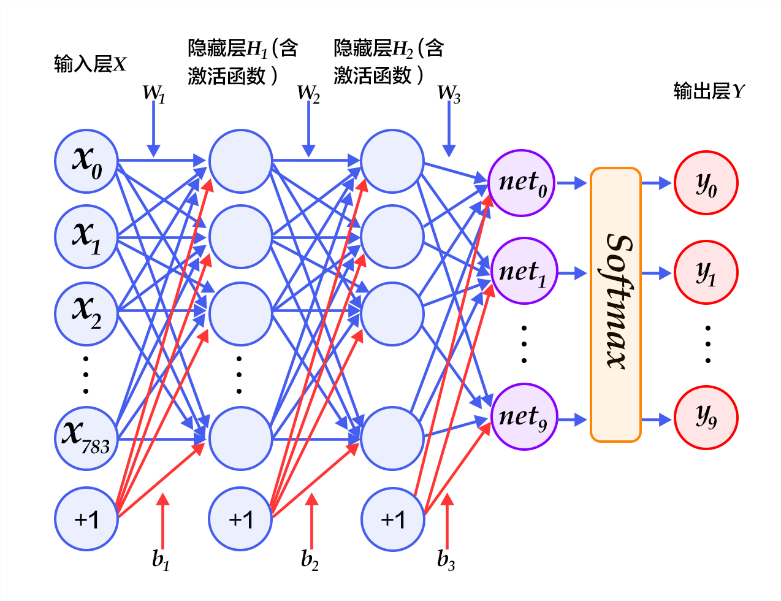 输入层X
隐藏层H₁(含
激活函数)
隐藏层H₂(含
激活函数)
输出层Y
W₁
W₂
W₃
x₀
x₁
x₂
x₇₈₃
+1
+1
+1
net₀
net₁
net₉
Softmax
y₀
y₁
y₉
b₁
b₂
b₃